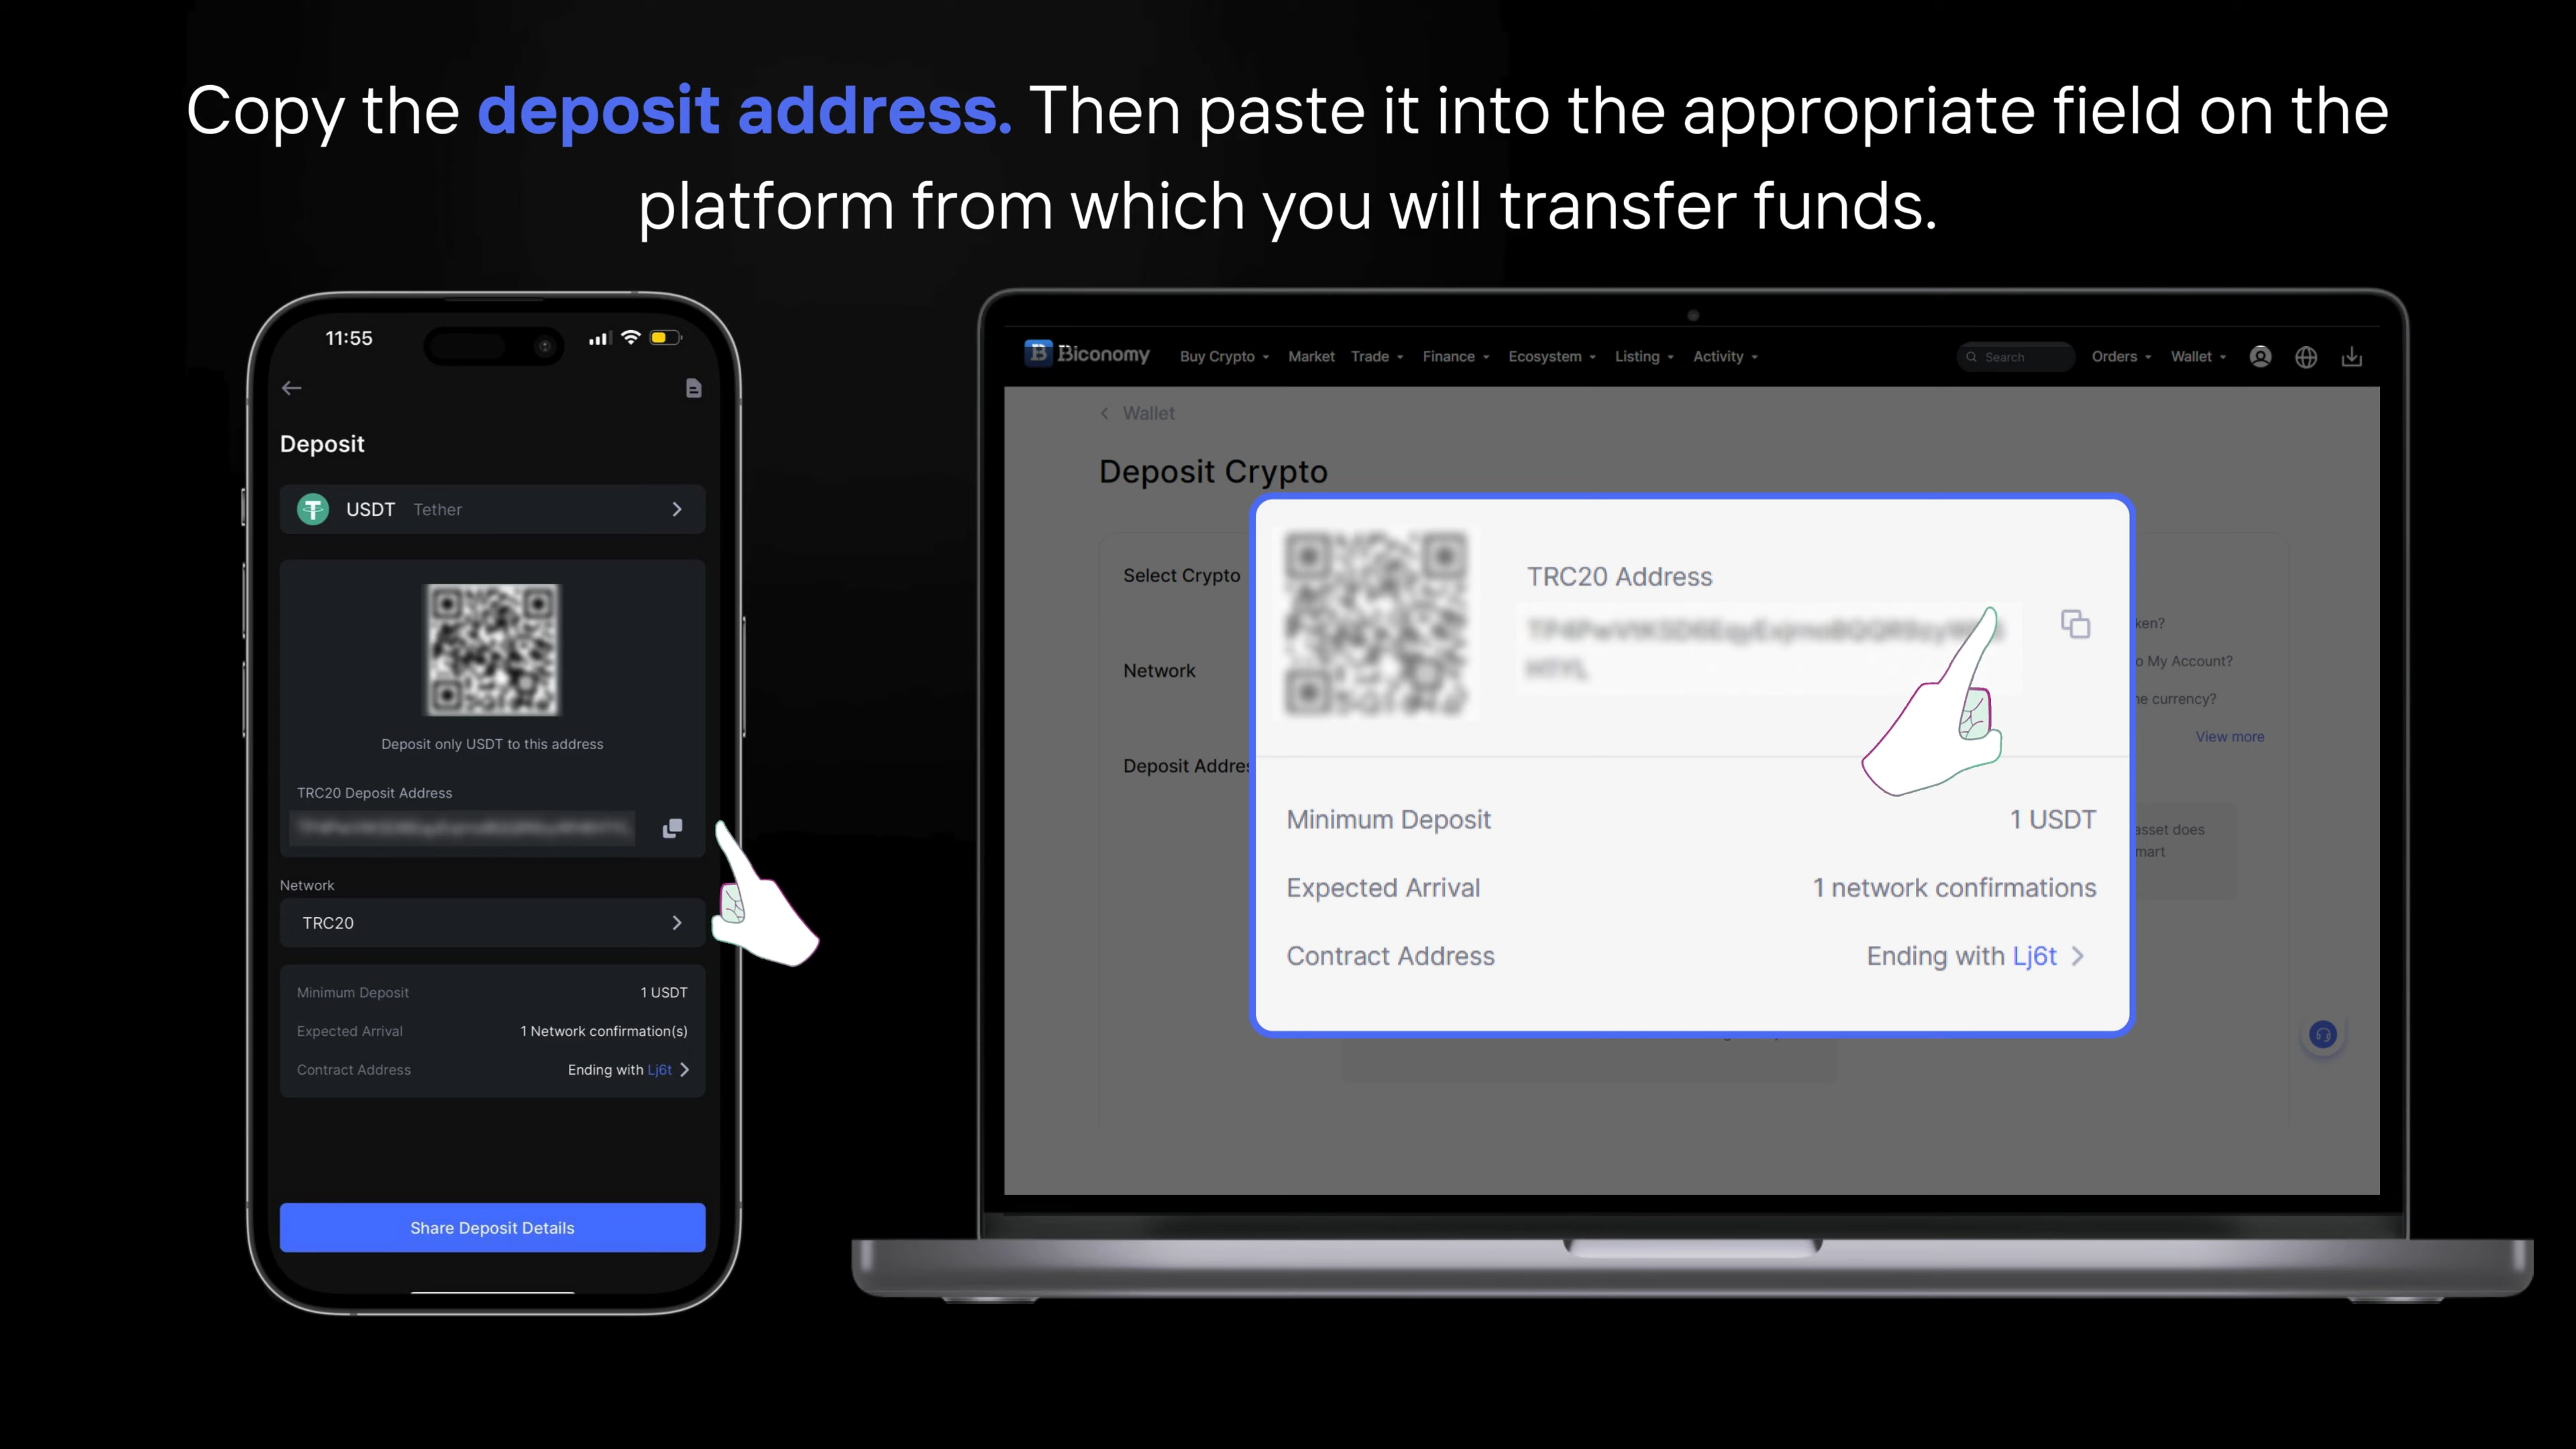 Copy the deposit address. Then paste it into the appropriate field on the
platform from which you will transfer funds.
11:55
Deposit
USDT Tether
Deposit only USDT to this address
TRC20 Deposit Address
Network
TRC20
Minimum Deposit 1 USDT
Expected Arrival 1 Network confirmation(s)
Contract Address Ending with Lj6t
Share Deposit Details
Biconomy Buy Crypto Market Trade Finance Ecosystem Listing Activity Search Orders Wallet
Wallet
Deposit Crypto
Select Crypto
Network
Deposit Addres
TRC20 Address
Minimum Deposit 1 USDT
Expected Arrival 1 network confirmations
Contract Address Ending with Lj6t
ken?
o My Account?
he currency?
View more
asset does
mart